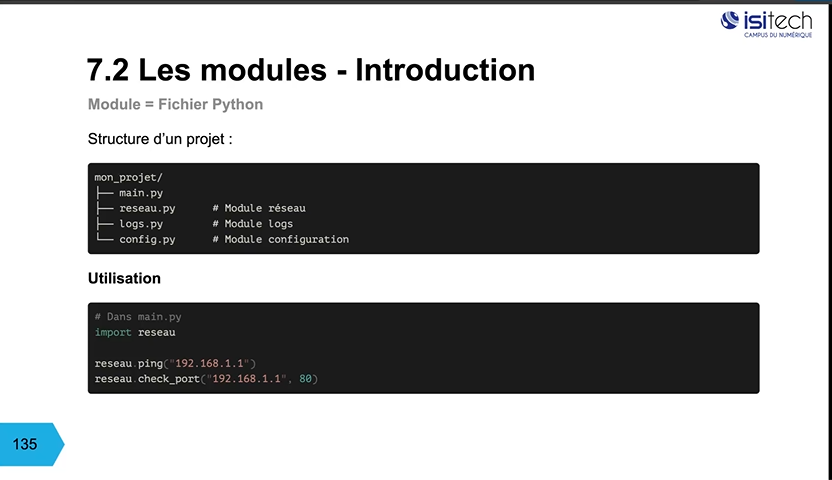 isitech
CAMPUS DU NUMÉRIQUE
7.2 Les modules - Introduction
Module = Fichier Python
Structure d’un projet :
mon_projet/
├── main.py
├── reseau.py      # Module réseau
├── logs.py        # Module logs
└── config.py      # Module configuration
Utilisation
# Dans main.py
import reseau
reseau.ping("192.168.1.1")
reseau.check_port("192.168.1.1", 80)
135